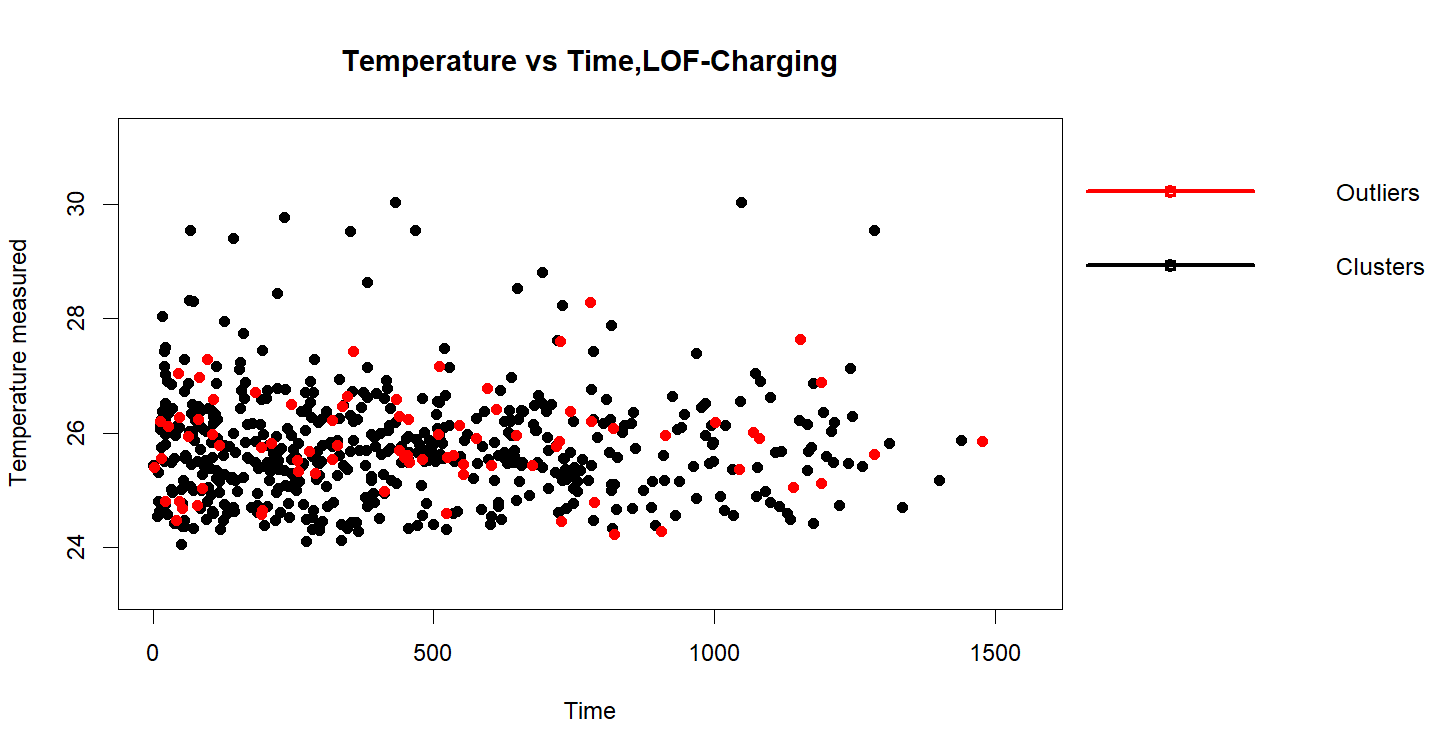 Temperature vs Time,LOF-Charging
Temperature measured
30
28
26
24
0
500
1000
1500
Time
Outliers
Clusters